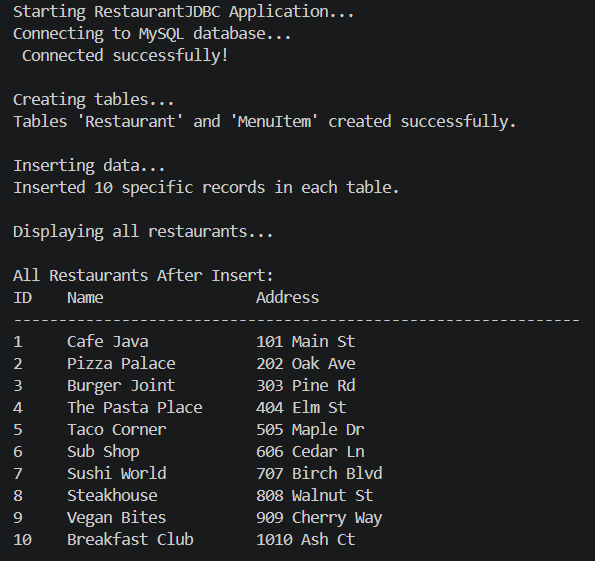 Starting RestaurantJDBC Application...
Connecting to MySQL database...
 Connected successfully!

Creating tables...
Tables 'Restaurant' and 'MenuItem' created successfully.

Inserting data...
Inserted 10 specific records in each table.

Displaying all restaurants...

All Restaurants After Insert:
ID    Name                 Address
---------------------------------------------------------------
1     Cafe Java            101 Main St
2     Pizza Palace         202 Oak Ave
3     Burger Joint         303 Pine Rd
4     The Pasta Place      404 Elm St
5     Taco Corner          505 Maple Dr
6     Sub Shop             606 Cedar Ln
7     Sushi World          707 Birch Blvd
8     Steakhouse           808 Walnut St
9     Vegan Bites          909 Cherry Way
10    Breakfast Club       1010 Ash Ct